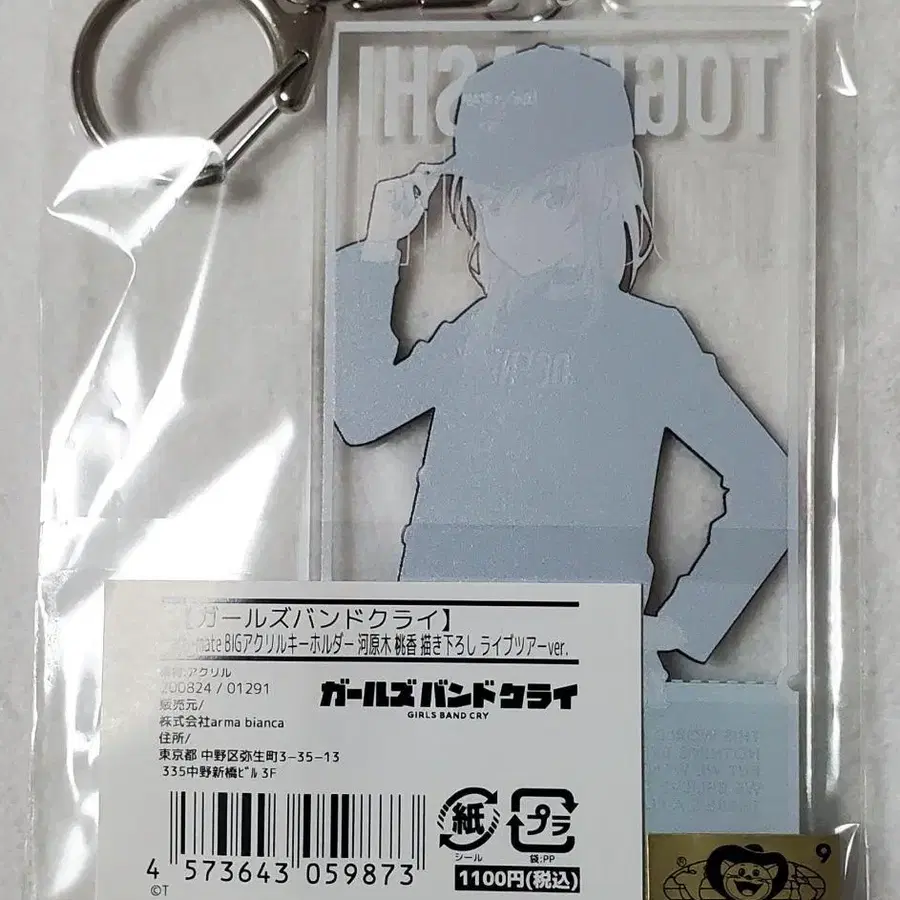 TOGENASHI
【ガールズバンドクライ】
mate BIGアクリルキーホルダー 河原木 桃香 描き下ろし ライブツアーver.
アクリル
200824 / 01291
ガールズバンドクライ
GIRLS BAND CRY
販売元/
株式会社arma bianca
住所/
東京都 中野区弥生町3-35-13
335中野新橋ビル 3F
紙
シール
プラ
袋:PP
4 573643 059873
1100円(税込)
©T
THIS WORLD
9